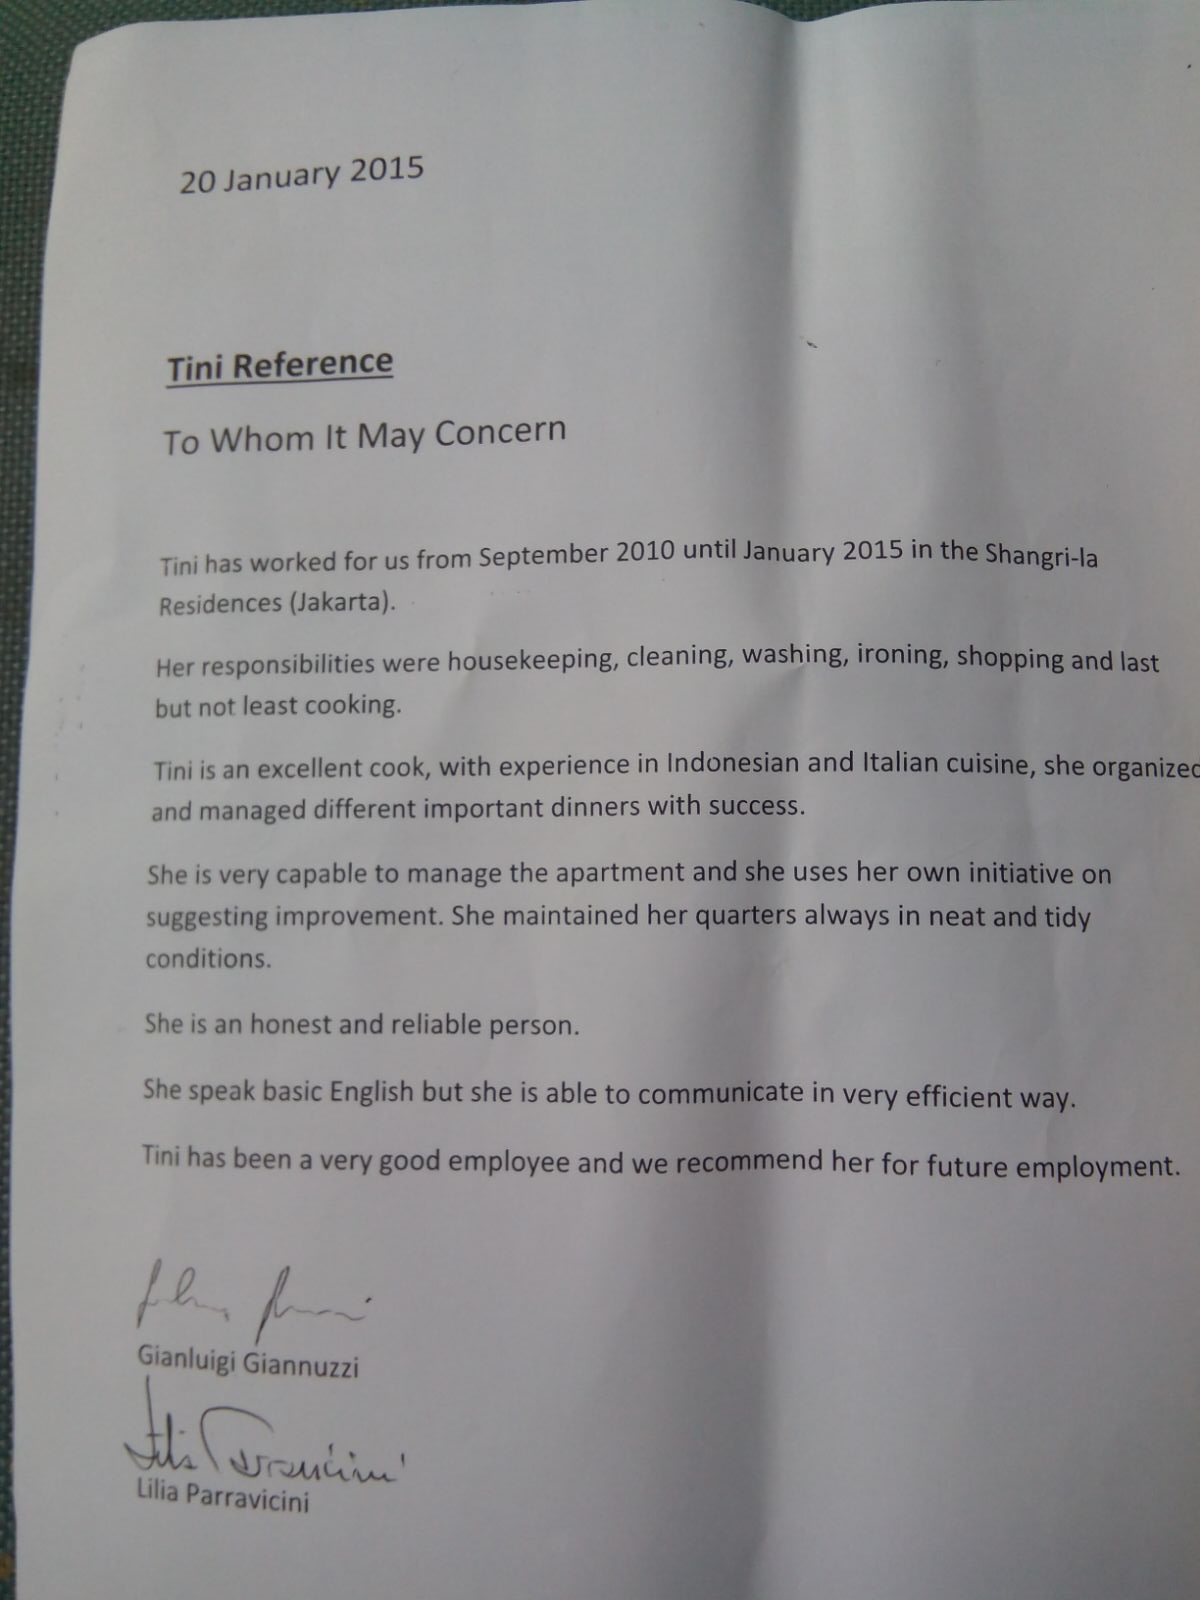 20 January 2015
Tini Reference
To Whom It May Concern
Tini has worked for us from September 2010 until January 2015 in the Shangri-la
Residences (Jakarta).
Her responsibilities were housekeeping, cleaning, washing, ironing, shopping and last
but not least cooking.
Tini is an excellent cook, with experience in Indonesian and Italian cuisine, she organized
and managed different important dinners with success.
She is very capable to manage the apartment and she uses her own initiative on
suggesting improvement. She maintained her quarters always in neat and tidy
conditions.
She is an honest and reliable person.
She speak basic English but she is able to communicate in very efficient way.
Tini has been a very good employee and we recommend her for future employment.
Gianluigi Giannuzzi
Lilia Parravicini
Lilia Parravicini